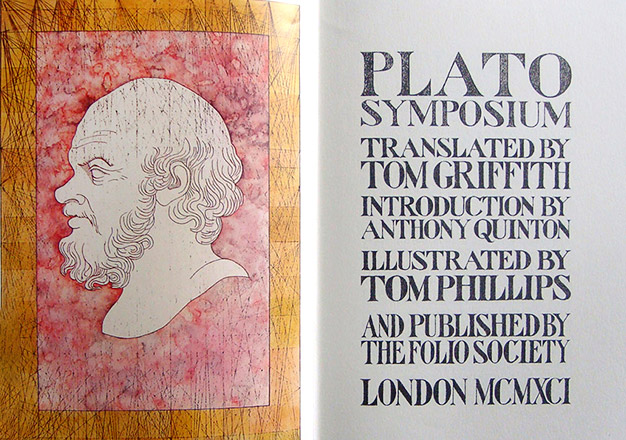 PLATO
SYMPOSIUM
TRANSLATED BY
TOM GRIFFITH
INTRODUCTION BY
ANTHONY QUINTON
ILLUSTRATED BY
TOM PHILLIPS
AND PUBLISHED BY
THE FOLIO SOCIETY
LONDON MCMXCI